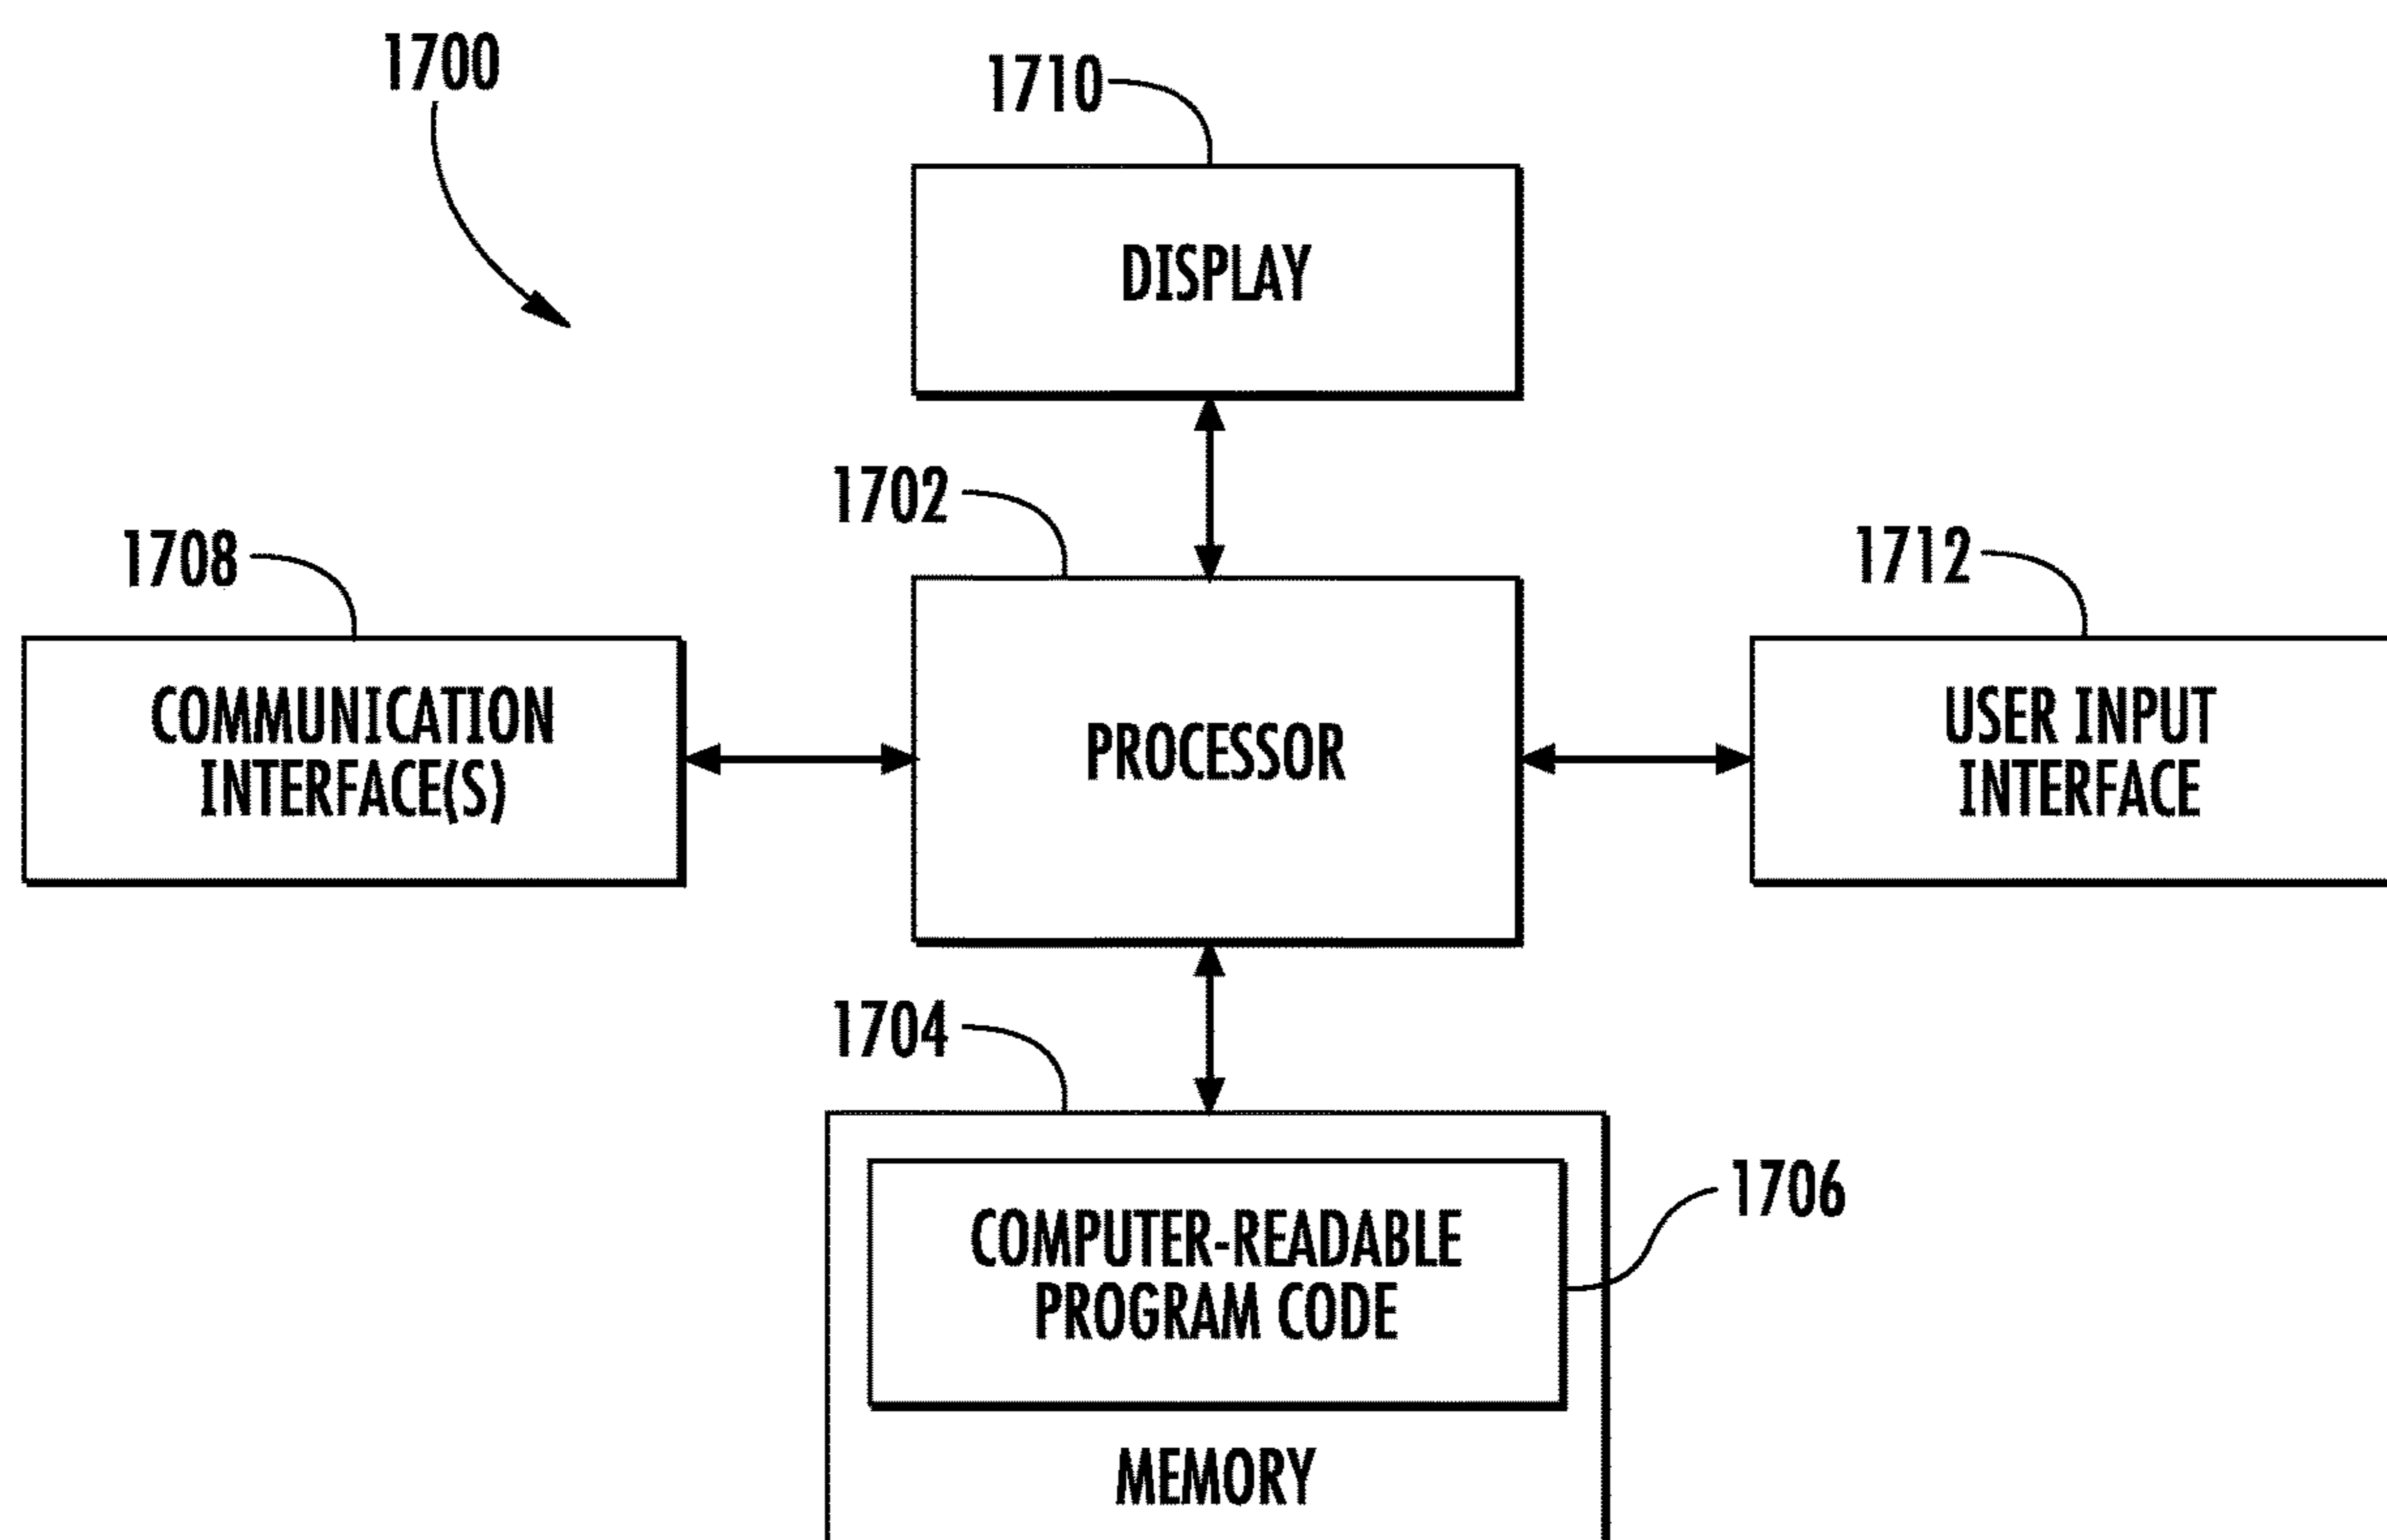 1700
1710
DISPLAY
1702
1708
1712
COMMUNICATION
INTERFACE(S)
PROCESSOR
USER INPUT
INTERFACE
1704
1706
COMPUTER-READABLE
PROGRAM CODE
MEMORY